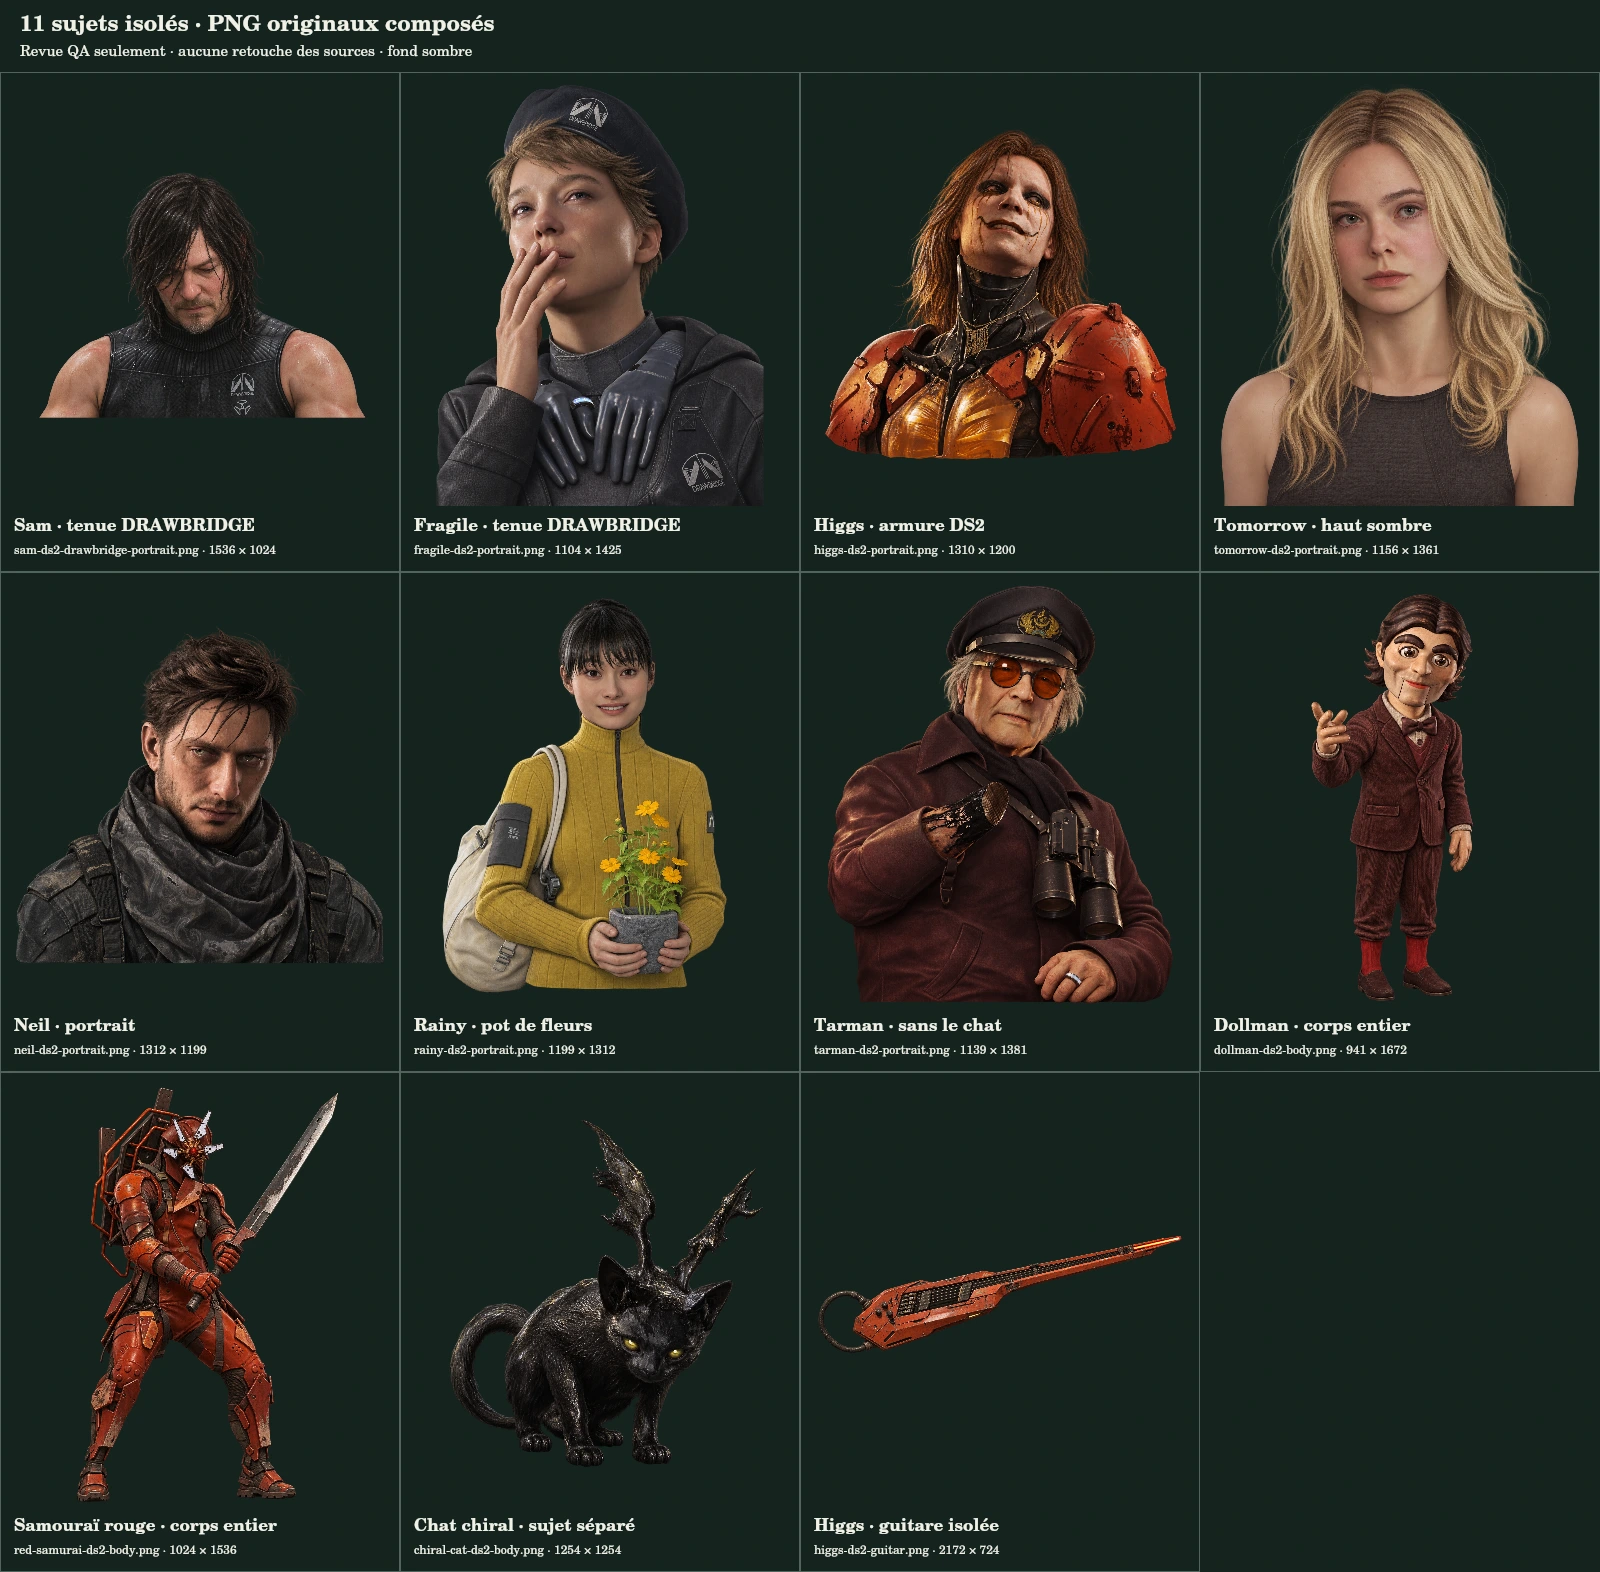 11 sujets isolés · PNG originaux composés
Revue QA seulement · aucune retouche des sources · fond sombre
Sam · tenue DRAWBRIDGE
sam-ds2-drawbridge-portrait.png · 1536 × 1024
Fragile · tenue DRAWBRIDGE
fragile-ds2-portrait.png · 1104 × 1425
Higgs · armure DS2
higgs-ds2-portrait.png · 1310 × 1200
Tomorrow · haut sombre
tomorrow-ds2-portrait.png · 1156 × 1361
Neil · portrait
neil-ds2-portrait.png · 1312 × 1199
Rainy · pot de fleurs
rainy-ds2-portrait.png · 1199 × 1312
Tarman · sans le chat
tarman-ds2-portrait.png · 1139 × 1381
Dollman · corps entier
dollman-ds2-body.png · 941 × 1672
Samouraï rouge · corps entier
red-samurai-ds2-body.png · 1024 × 1536
Chat chiral · sujet séparé
chiral-cat-ds2-body.png · 1254 × 1254
Higgs · guitare isolée
higgs-ds2-guitar.png · 2172 × 724